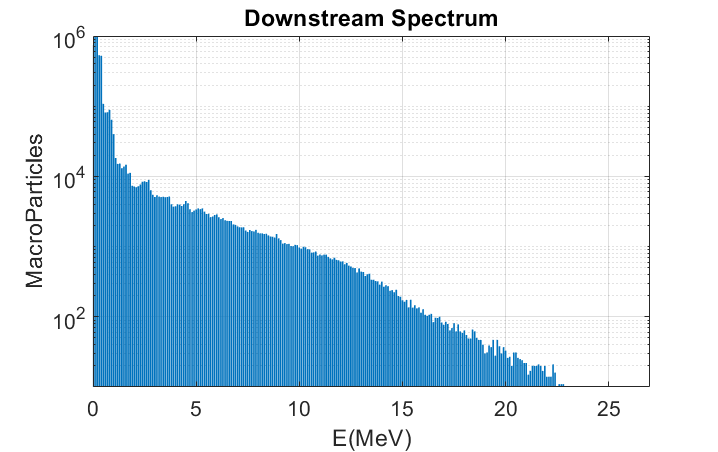 Downstream Spectrum
MacroParticles
10^6
10^4
10^2
0 5 10 15 20 25
E(MeV)